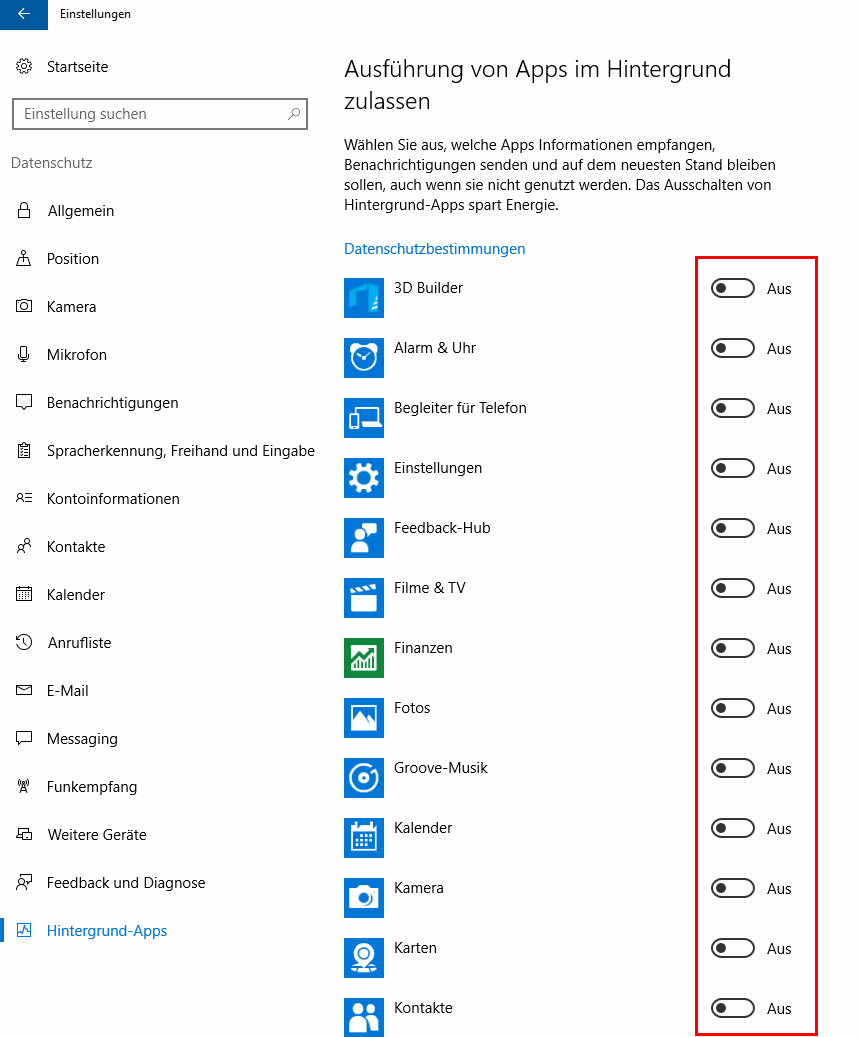 Einstellungen
Startseite
Einstellung suchen
Datenschutz
Allgemein
Position
Kamera
Mikrofon
Benachrichtigungen
Spracherkennung, Freihand und Eingabe
Kontoinformationen
Kontakte
Kalender
Anrufliste
E-Mail
Messaging
Funkempfang
Weitere Geräte
Feedback und Diagnose
Hintergrund-Apps
Ausführung von Apps im Hintergrund
zulassen
Wählen Sie aus, welche Apps Informationen empfangen,
Benachrichtigungen senden und auf dem neuesten Stand bleiben
sollen, auch wenn sie nicht genutzt werden. Das Ausschalten von
Hintergrund-Apps spart Energie.
Datenschutzbestimmungen
3D Builder Aus
Alarm & Uhr Aus
Begleiter für Telefon Aus
Einstellungen Aus
Feedback-Hub Aus
Filme & TV Aus
Finanzen Aus
Fotos Aus
Groove-Musik Aus
Kalender Aus
Kamera Aus
Karten Aus
Kontakte Aus